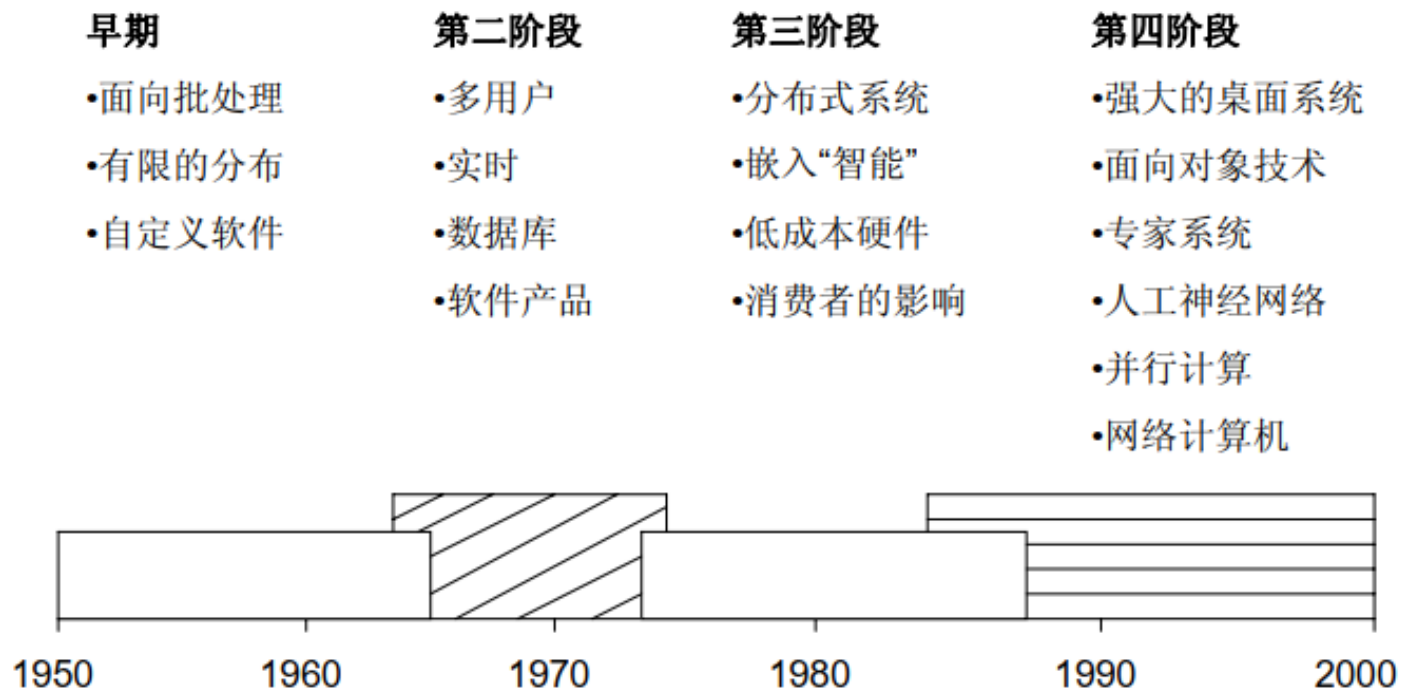 早期
•面向批处理
•有限的分布
•自定义软件
第二阶段
•多用户
•实时
•数据库
•软件产品
第三阶段
•分布式系统
•嵌入“智能”
•低成本硬件
•消费者的影响
第四阶段
•强大的桌面系统
•面向对象技术
•专家系统
•人工神经网络
•并行计算
•网络计算机
1950 1960 1970 1980 1990 2000